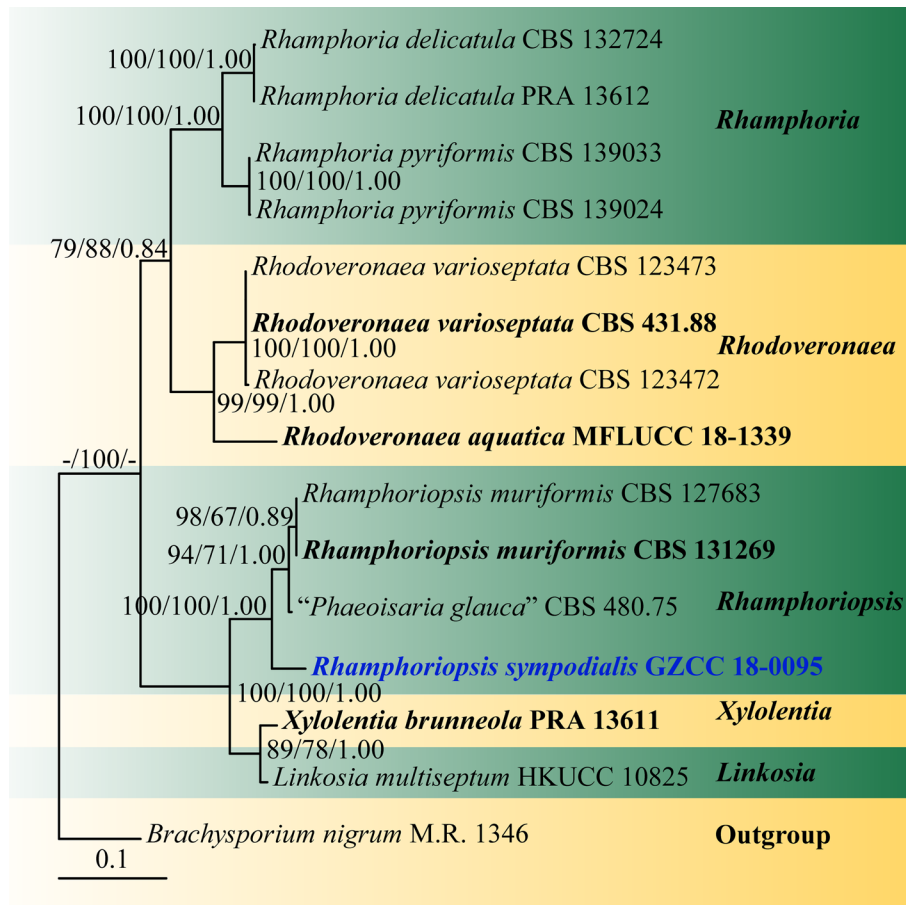 Rhamphoria delicatula CBS 132724
100/100/1.00
Rhamphoria delicatula PRA 13612
100/100/1.00
Rhamphoria
Rhamphoria pyriformis CBS 139033
100/100/1.00
Rhamphoria pyriformis CBS 139024
79/88/0.84
Rhodoveronaea varioseptata CBS 123473
Rhodoveronaea varioseptata CBS 431.88
100/100/1.00
Rhodoveronaea
Rhodoveronaea varioseptata CBS 123472
99/99/1.00
Rhodoveronaea aquatica MFLUCC 18-1339
-/100/-
Rhamphoriopsis muriformis CBS 127683
98/67/0.89
Rhamphoriopsis muriformis CBS 131269
94/71/1.00
“Phaeoisaria glauca” CBS 480.75
Rhamphoriopsis
100/100/1.00
Rhamphoriopsis sympodialis GZCC 18-0095
100/100/1.00
Xylolentia brunneola PRA 13611
Xylolentia
89/78/1.00
Linkosia multiseptum HKUCC 10825
Linkosia
Brachysporium nigrum M.R. 1346
Outgroup
0.1